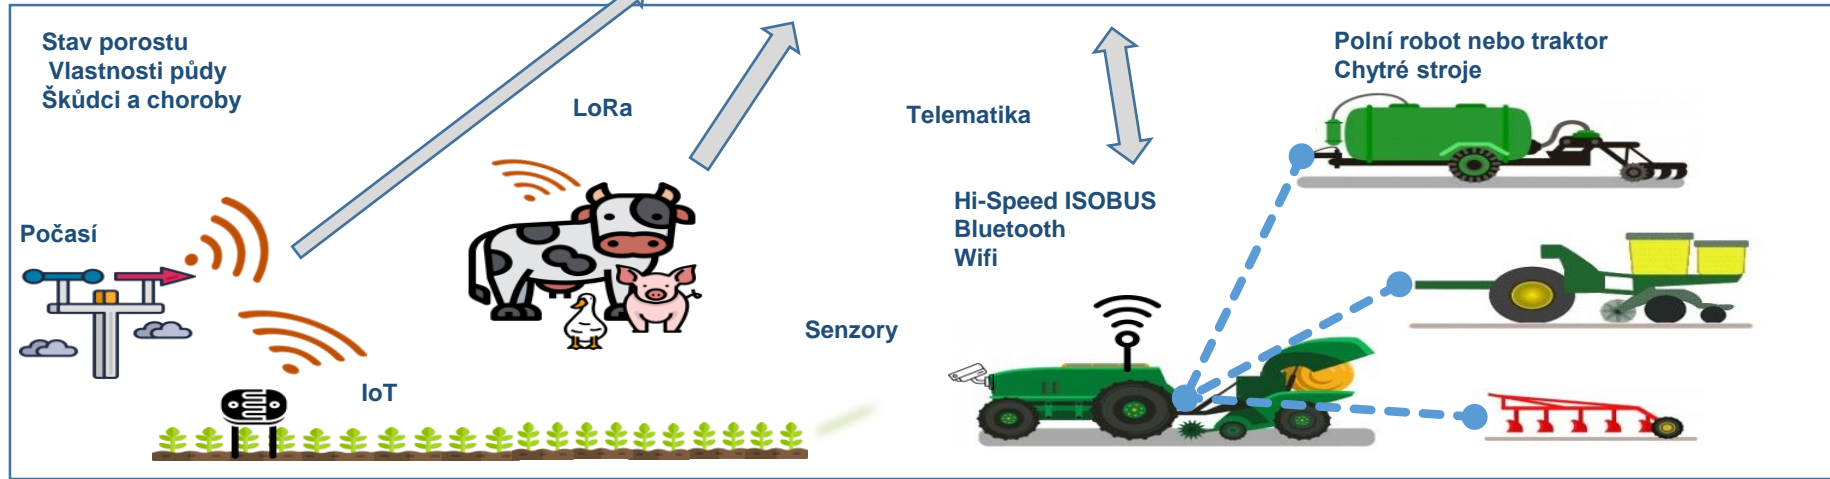 Stav porostu
Vlastnosti půdy
Škůdci a choroby
LoRa
Telematika
Polní robot nebo traktor
Chytré stroje
Počasí
Hi-Speed ISOBUS
Bluetooth
Wifi
Senzory
IoT